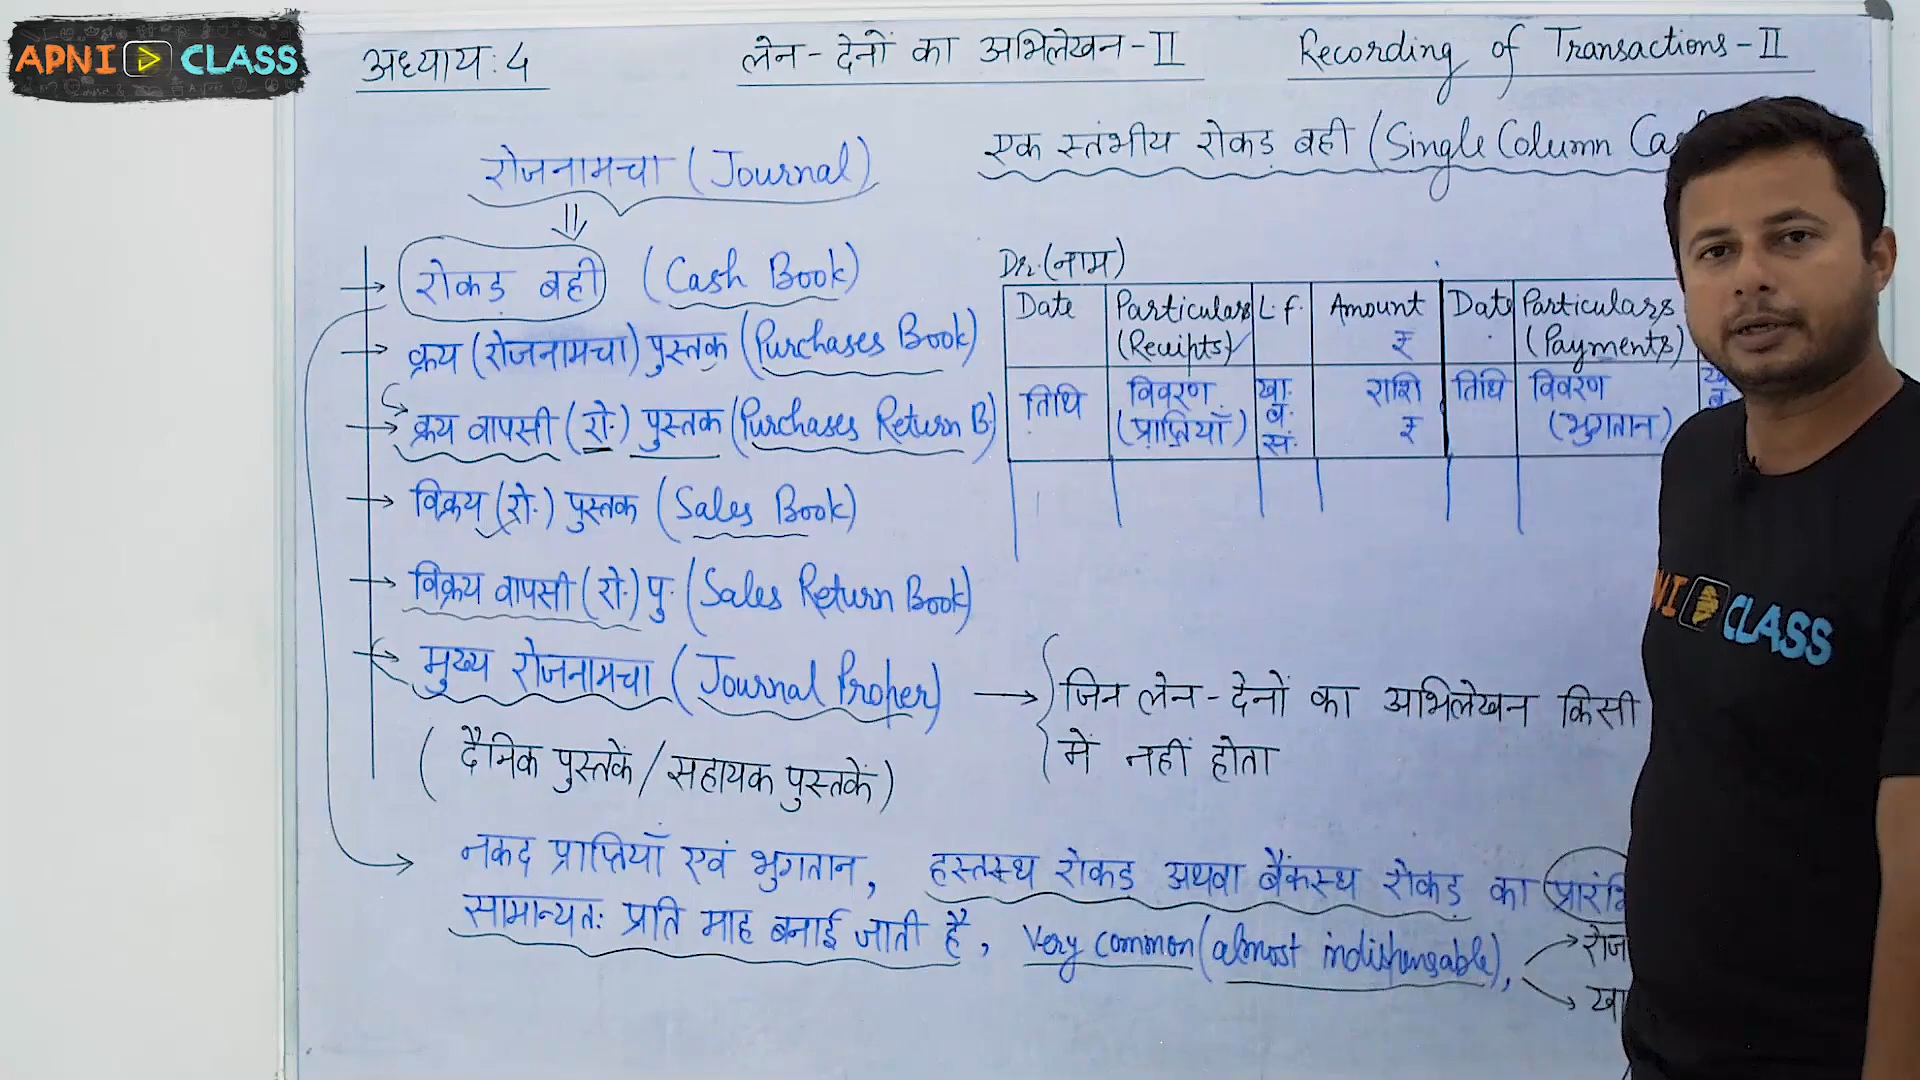 APNI CLASS
अध्याय: 4
लेन-देनों का अभिलेखन-II
Recording of Transactions-II
रोजनामचा (Journal)
→ रोकड़ बही (Cash Book)
→ क्रय (रोजनामचा) पुस्तक (Purchases Book)
→ क्रय वापसी (रो.) पुस्तक (Purchases Return B.)
→ विक्रय (रो.) पुस्तक (Sales Book)
→ विक्रय वापसी (रो.) पु. (Sales Return Book)
→ मुख्य रोजनामचा (Journal Proper)
(दैनिक पुस्तकें/सहायक पुस्तकें)
एक स्तंभीय रोकड़ बही (Single Column
Dr. (नाम)
Date Particulars (Receipts) L.f. Amount ₹ Date Particulars (Payments)
तिथि विवरण (प्राप्तियाँ) खा. ब. सं. राशि ₹ तिथि विवरण (भुगतान)
→ जिन लेन-देनों का अभिलेखन किसी
में नहीं होता
नकद प्राप्तियाँ एवं भुगतान, हस्तस्थ रोकड़ अथवा बैंकस्थ रोकड़ का
सामान्यत: प्रति माह बनाई जाती है, Very common (almost indispensable),
NI CLASS